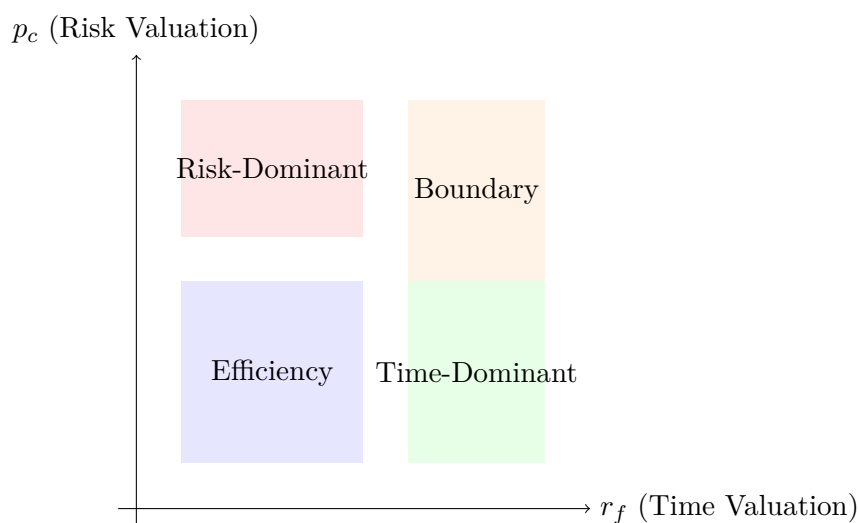 p_c (Risk Valuation)
Risk-Dominant
Boundary
Efficiency
Time-Dominant
r_f (Time Valuation)